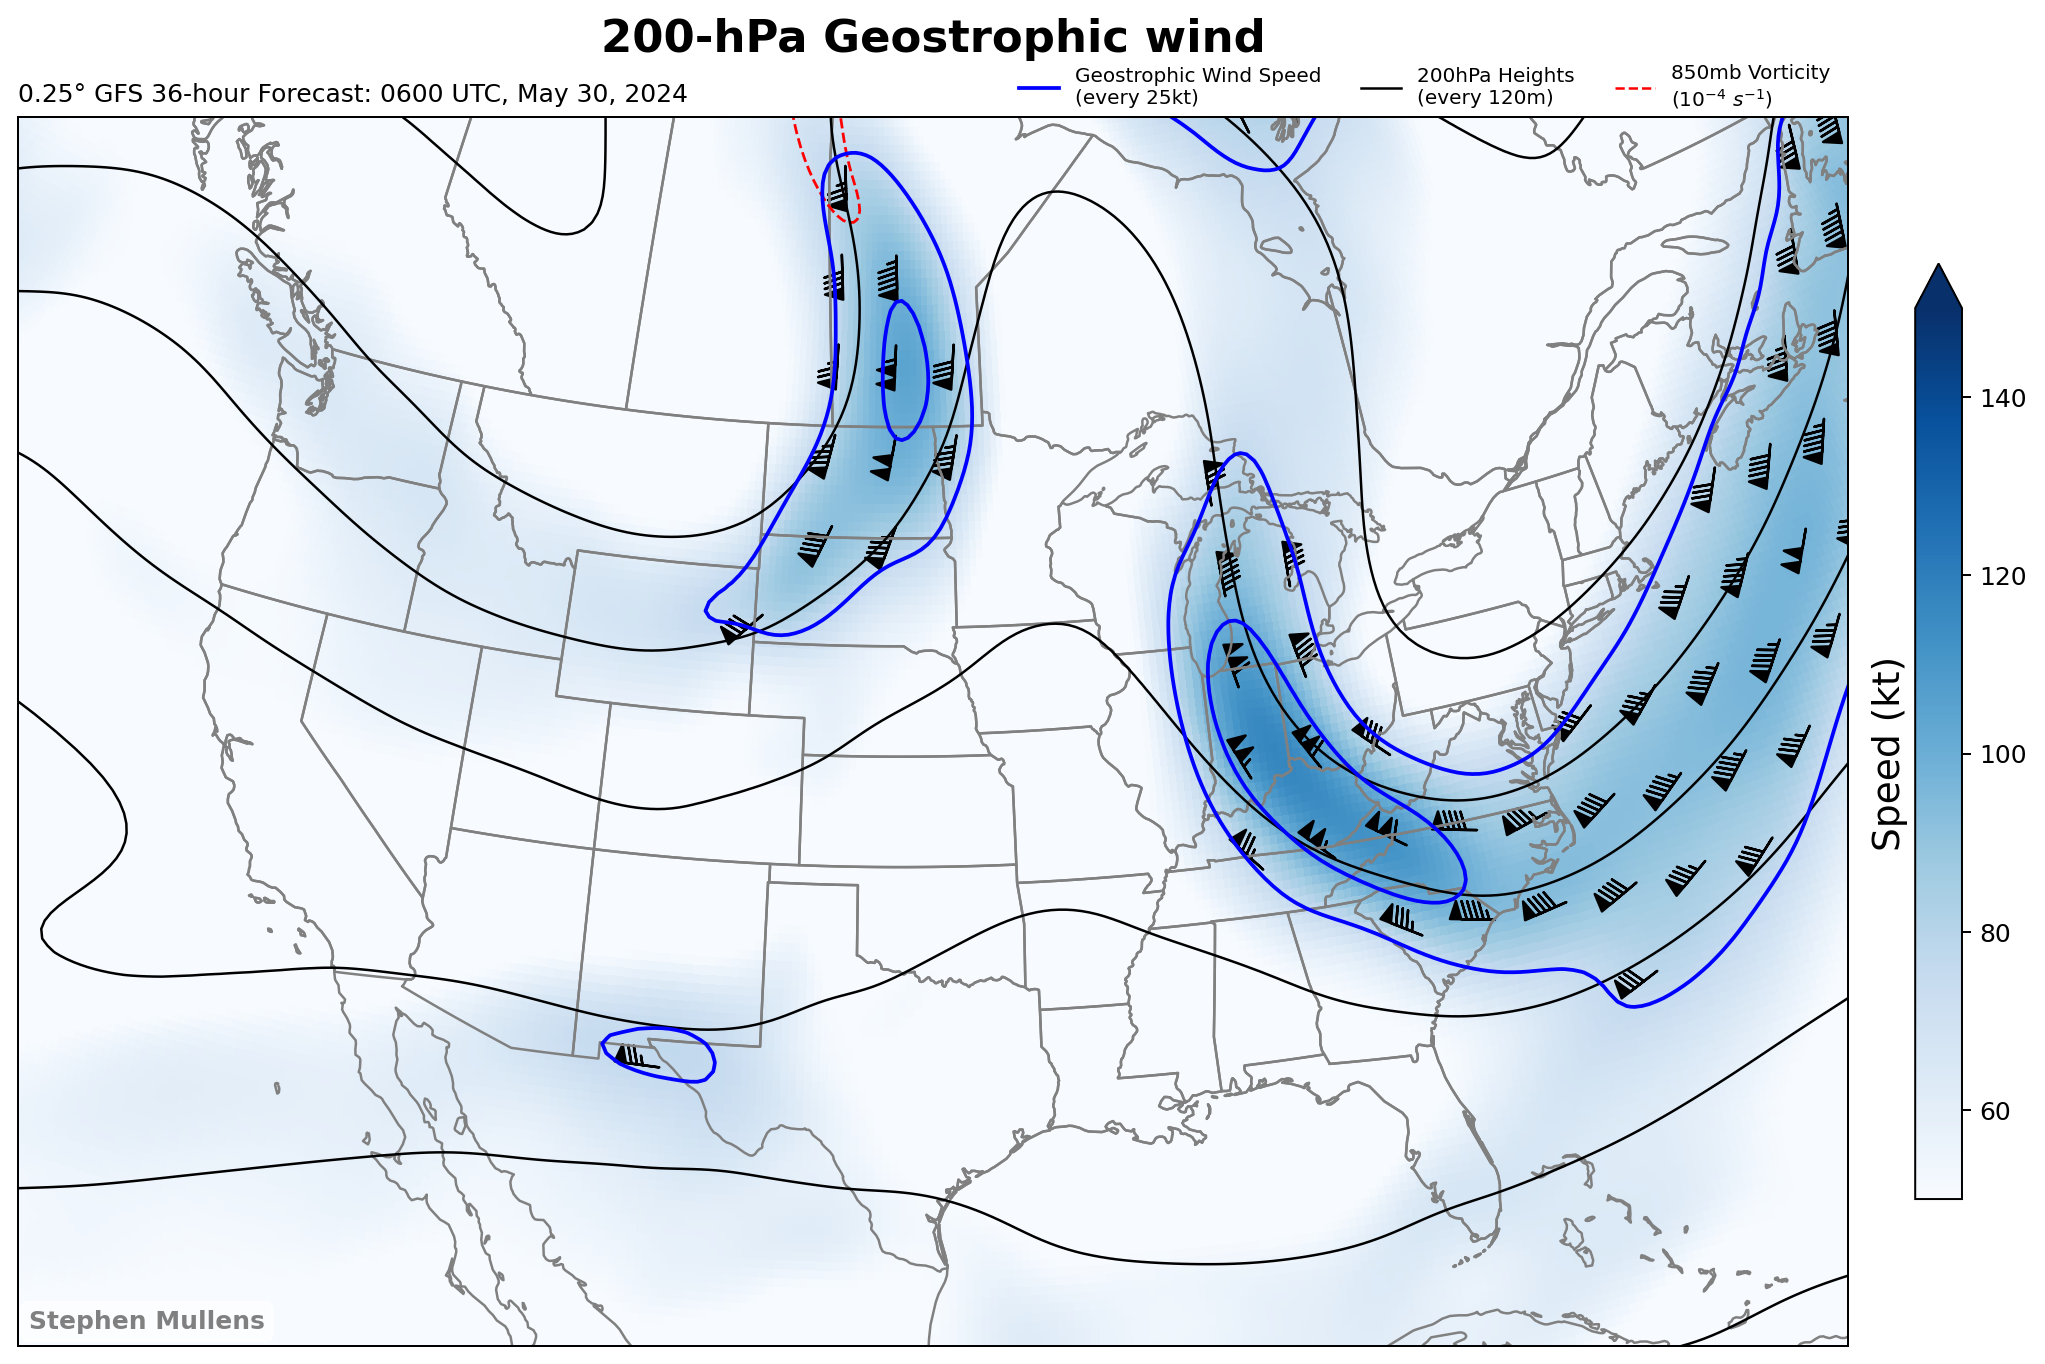 200-hPa Geostrophic wind
0.25° GFS 36-hour Forecast: 0600 UTC, May 30, 2024
Geostrophic Wind Speed
(every 25kt)
200hPa Heights
(every 120m)
850mb Vorticity
(10⁻⁴ s⁻¹)
140
120
100
80
60
Speed (kt)
Stephen Mullens